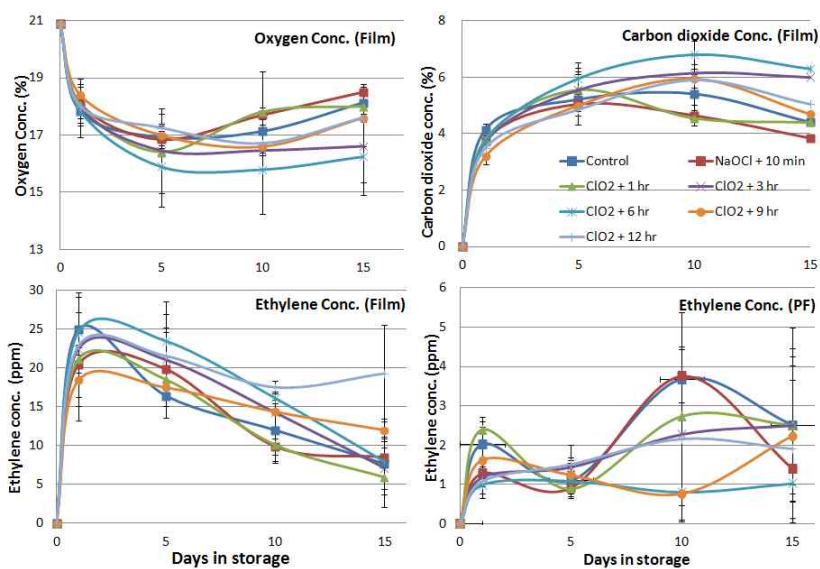 Oxygen Conc. (Film)
Oxygen Conc. (%)
21
19
17
15
13
0
5
10
15
Carbon dioxide Conc. (Film)
Carbon dioxide conc. (%)
8
6
4
2
0
0
5
10
15
Control
NaOCl + 10 min
ClO2 + 1 hr
ClO2 + 3 hr
ClO2 + 6 hr
ClO2 + 9 hr
ClO2 + 12 hr
Ethylene Conc. (Film)
Ethylene conc. (ppm)
30
25
20
15
10
5
0
0
5
10
15
Days in storage
Ethylene Conc. (PF)
Ethylene conc. (ppm)
6
5
4
3
2
1
0
0
5
10
15
Days in storage